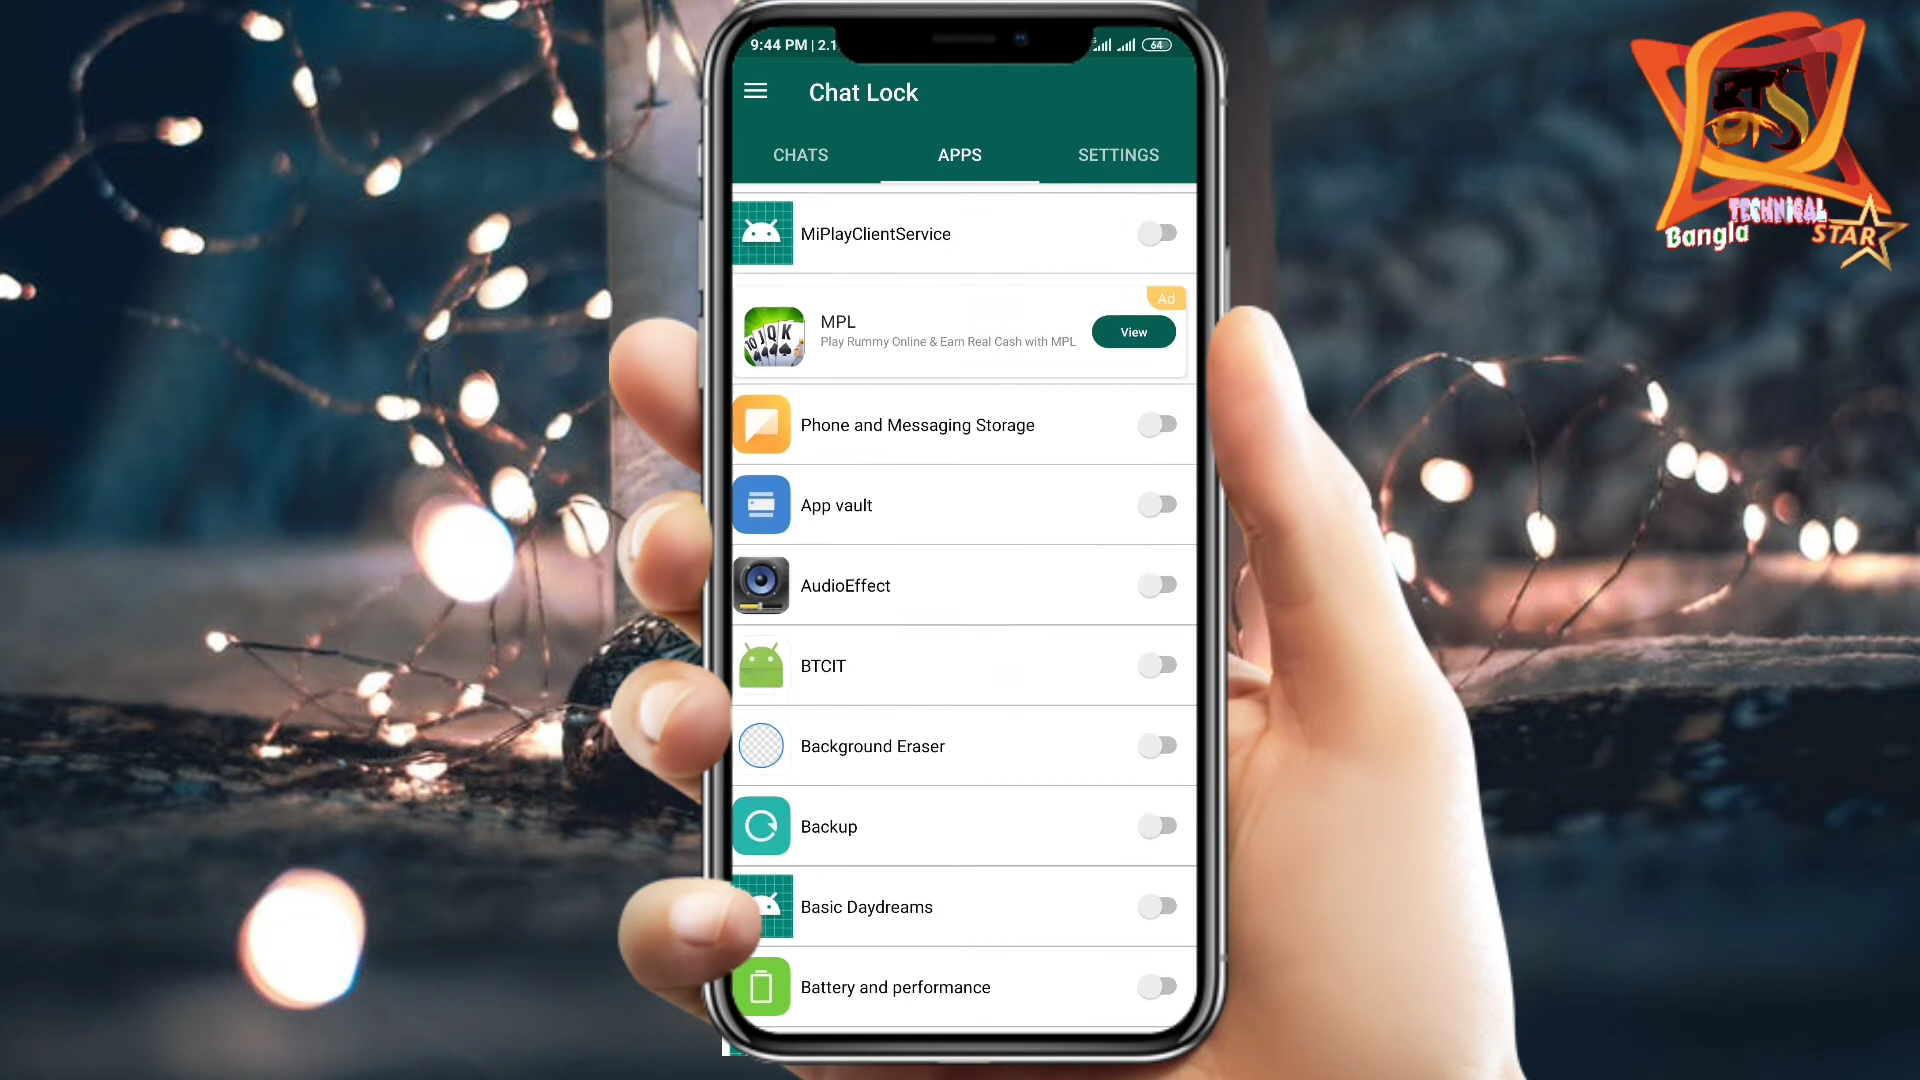 9:44 PM | 2.1
64
Chat Lock
CHATS
APPS
SETTINGS
MiPlayClientService
Ad
MPL
Play Rummy Online & Earn Real Cash with MPL
View
Phone and Messaging Storage
App vault
AudioEffect
BTCIT
Background Eraser
Backup
Basic Daydreams
Battery and performance
BTS
TECHNICAL
Bangla
STAR